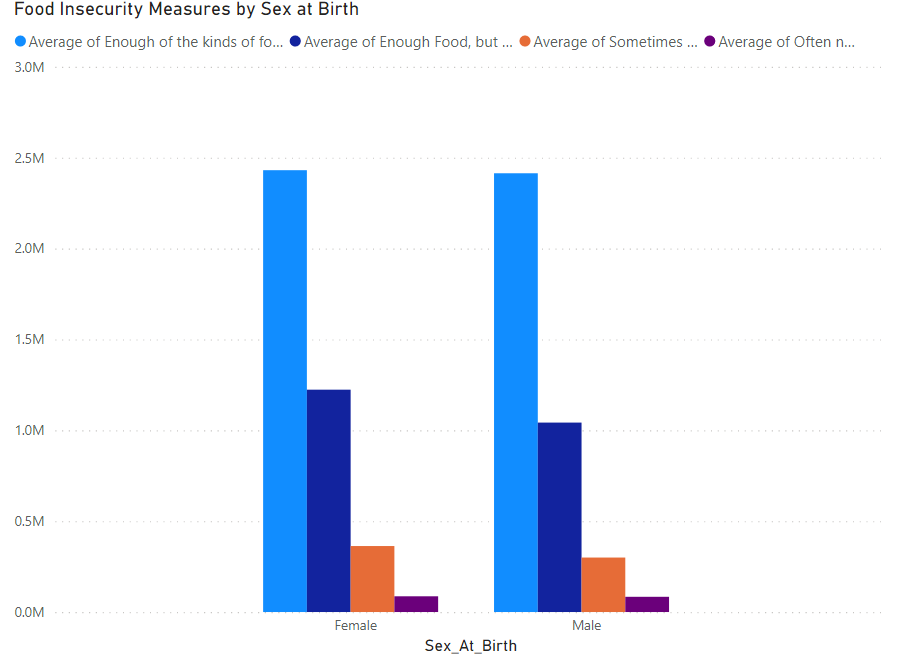 Food Insecurity Measures by Sex at Birth
Average of Enough of the kinds of fo... Average of Enough Food, but ... Average of Sometimes ... Average of Often n...
3.0M
2.5M
2.0M
1.5M
1.0M
0.5M
0.0M
Female Male
Sex_At_Birth